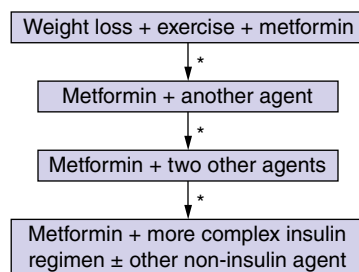 Weight loss + exercise + metformin
*
Metformin + another agent
*
Metformin + two other agents
*
Metformin + more complex insulin
regimen ± other non-insulin agent